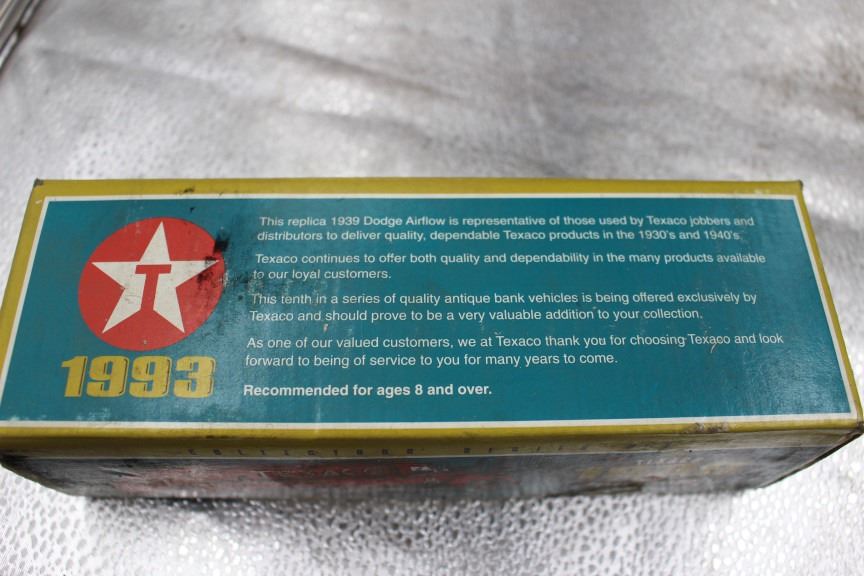 This replica 1939 Dodge Airflow is representative of those used by Texaco jobbers and
distributors to deliver quality, dependable Texaco products in the 1930's and 1940's.
Texaco continues to offer both quality and dependability in the many products available
to our loyal customers.
This tenth in a series of quality antique bank vehicles is being offered exclusively by
Texaco and should prove to be a very valuable addition to your collection.
As one of our valued customers, we at Texaco thank you for choosing Texaco and look
forward to being of service to you for many years to come.
Recommended for ages 8 and over.
T
1993